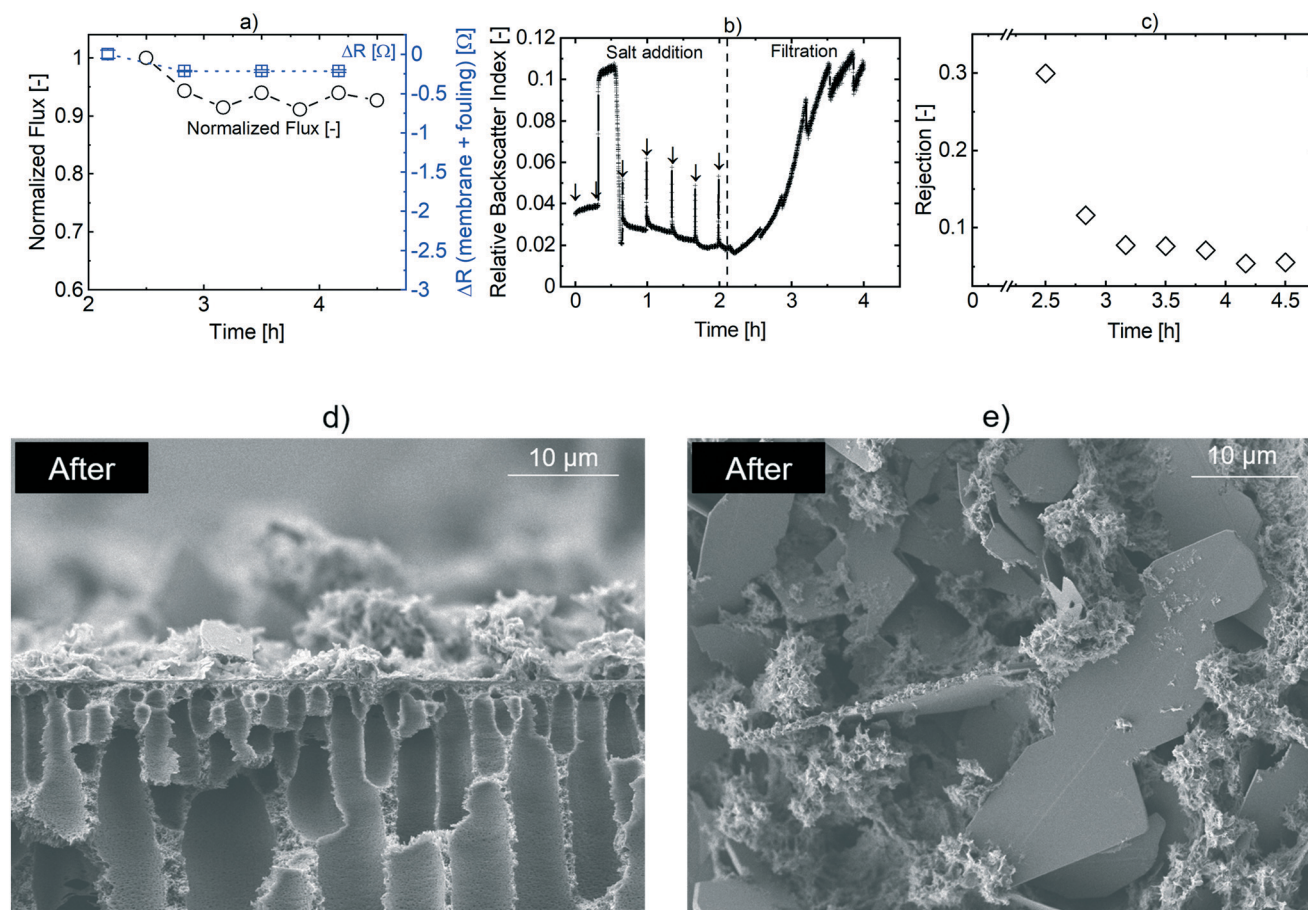 a)
1
0.95
0.9
0.8
0.7
0.6
2
3
4
Normalized Flux [-]
Time [h]
ΔR [Ω]
Normalized Flux [-]
0
-0.5
-1
-1.5
-2
-2.5
-3
ΔR (membrane + fouling) [Ω]
b)
Salt addition
Filtration
0.12
0.1
0.08
0.06
0.04
0.02
0
0
1
2
3
4
Relative Backscatter Index [-]
Time [h]
c)
0.3
0.2
0.1
0
2.5
3
3.5
4
4.5
Rejection [-]
Time [h]
d)
After
10 µm
e)
After
10 µm